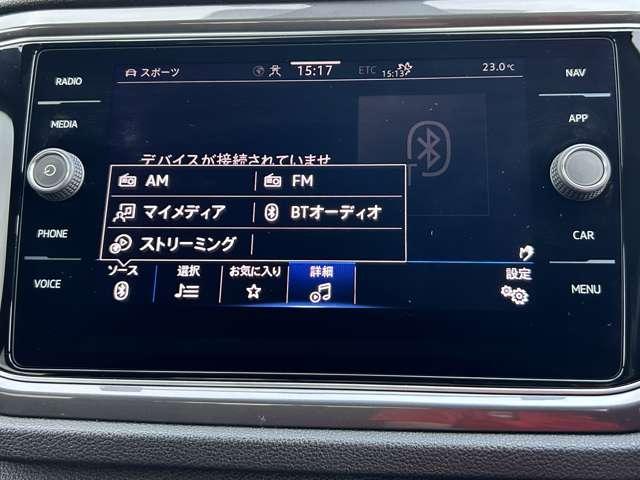 RADIO
MEDIA
PHONE
VOICE
スポーツ
15:17
ETC
15:13
23.0℃
デバイスが接続されていませ
AM
FM
マイメディア
BTオーディオ
ストリーミング
ソース
選択
お気に入り
詳細
設定
NAV
APP
CAR
MENU